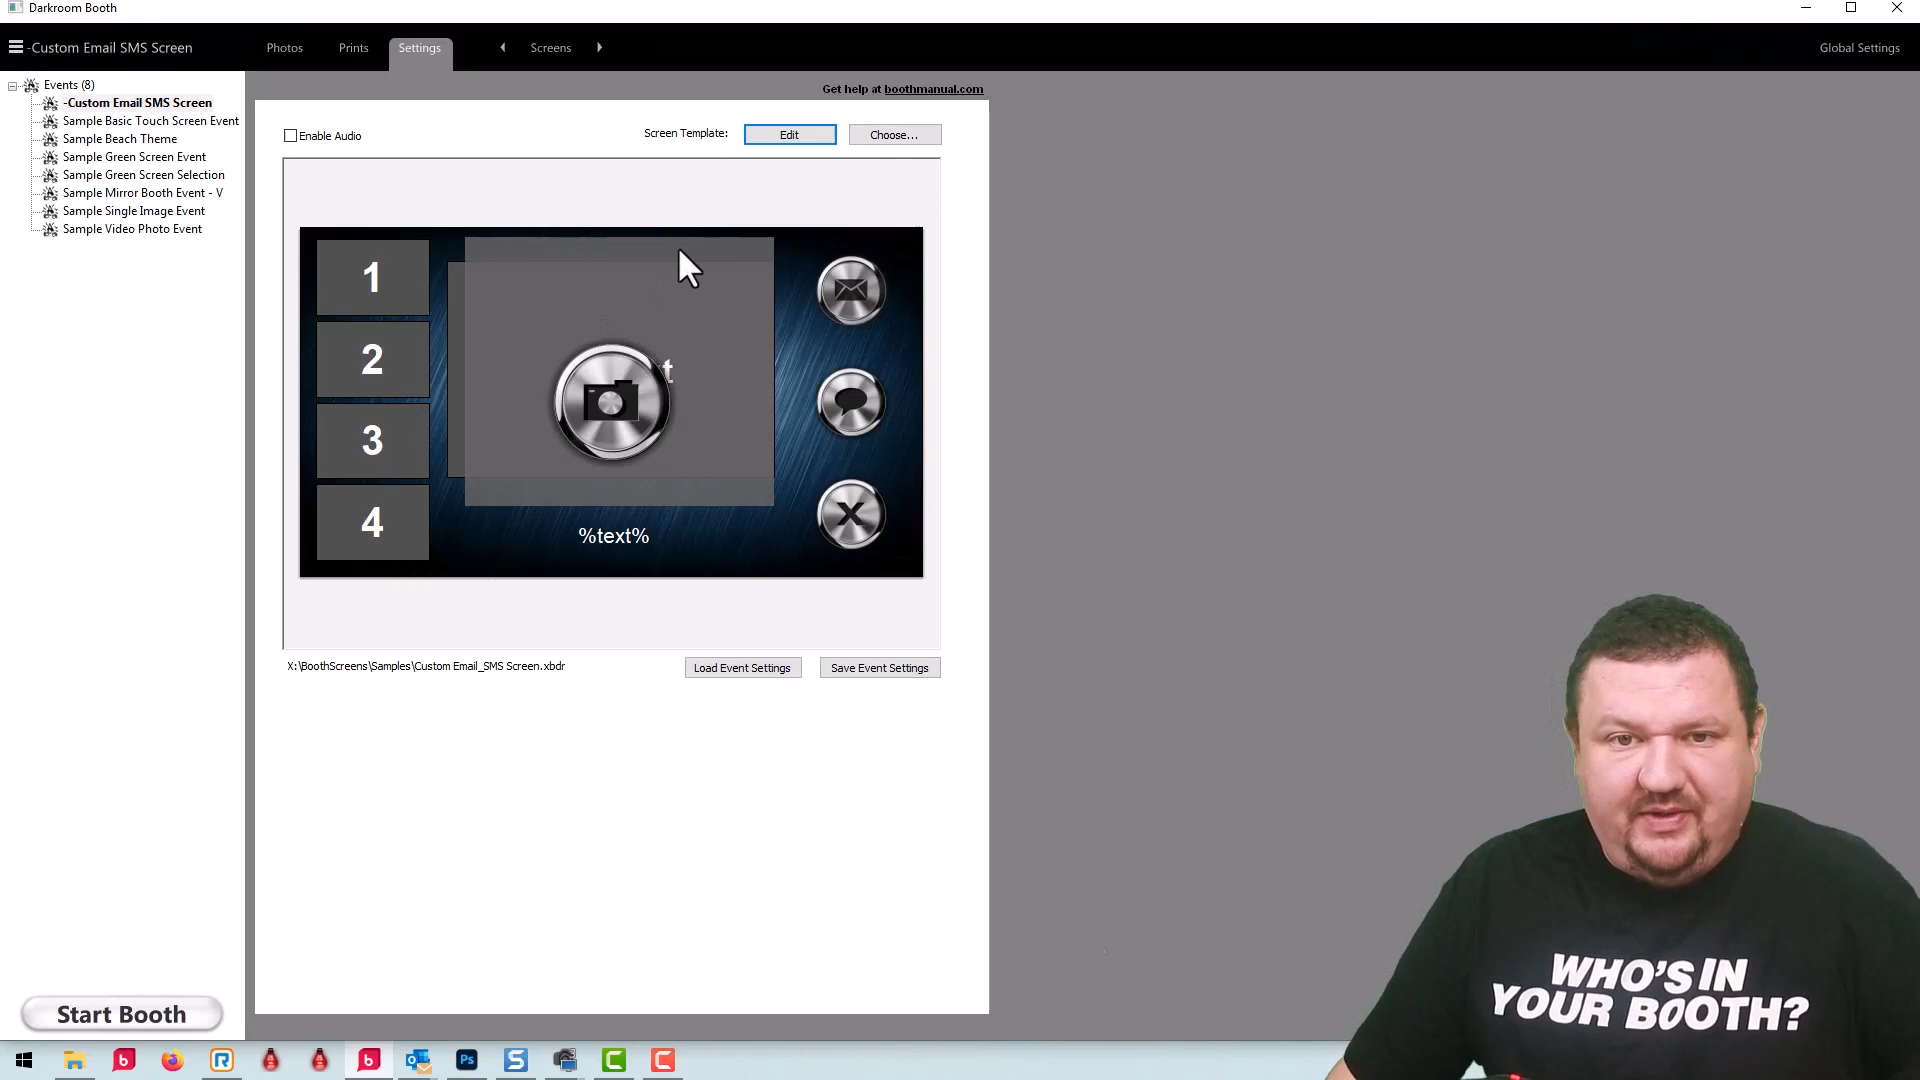 Darkroom Booth
-Custom Email SMS Screen
Photos
Prints
Settings
Screens
Global Settings
Events (8)
-Custom Email SMS Screen
Sample Basic Touch Screen Event
Sample Beach Theme
Sample Green Screen Event
Sample Green Screen Selection
Sample Mirror Booth Event - V
Sample Single Image Event
Sample Video Photo Event
Get help at boothmanual.com
Enable Audio
Screen Template:
Edit
Choose...
1
2
3
4
t
%text%
X:\BoothScreens\Samples\Custom Email_SMS Screen.xbdr
Load Event Settings
Save Event Settings
Start Booth
WHO'S IN
YOUR BOOTH?
b
R
b
O
Ps
S
C
C